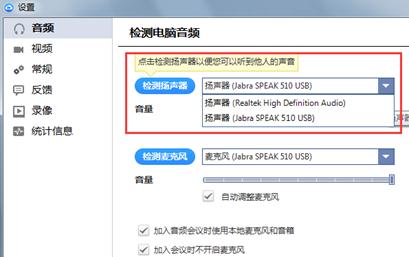 设置
音频
视频
常规
反馈
录像
统计信息
检测电脑音频
点击检测扬声器以便您可以听到他人的声音
检测扬声器
扬声器 (Jabra SPEAK 510 USB)
扬声器 (Realtek High Definition Audio)
扬声器 (Jabra SPEAK 510 USB)
音量
扬声器
检测麦克风
麦克风 (Jabra SPEAK 510 USB)
音量
自动调整麦克风
加入音频会议时使用本地麦克风和音箱
加入会议时不开启麦克风